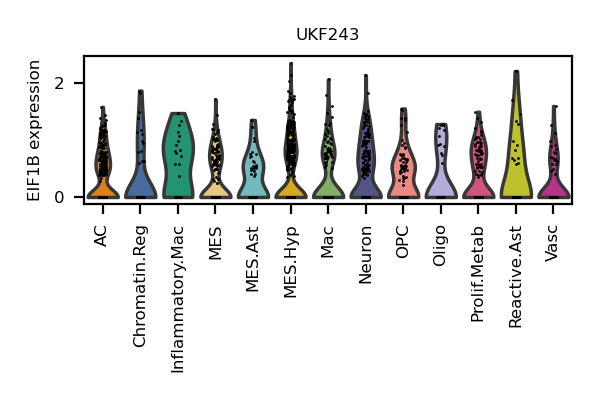 UKF243
EIF1B expression
2
0
AC
Chromatin.Reg
Inflammatory.Mac
MES
MES.Ast
MES.Hyp
Mac
Neuron
OPC
Oligo
Prolif.Metab
Reactive.Ast
Vasc